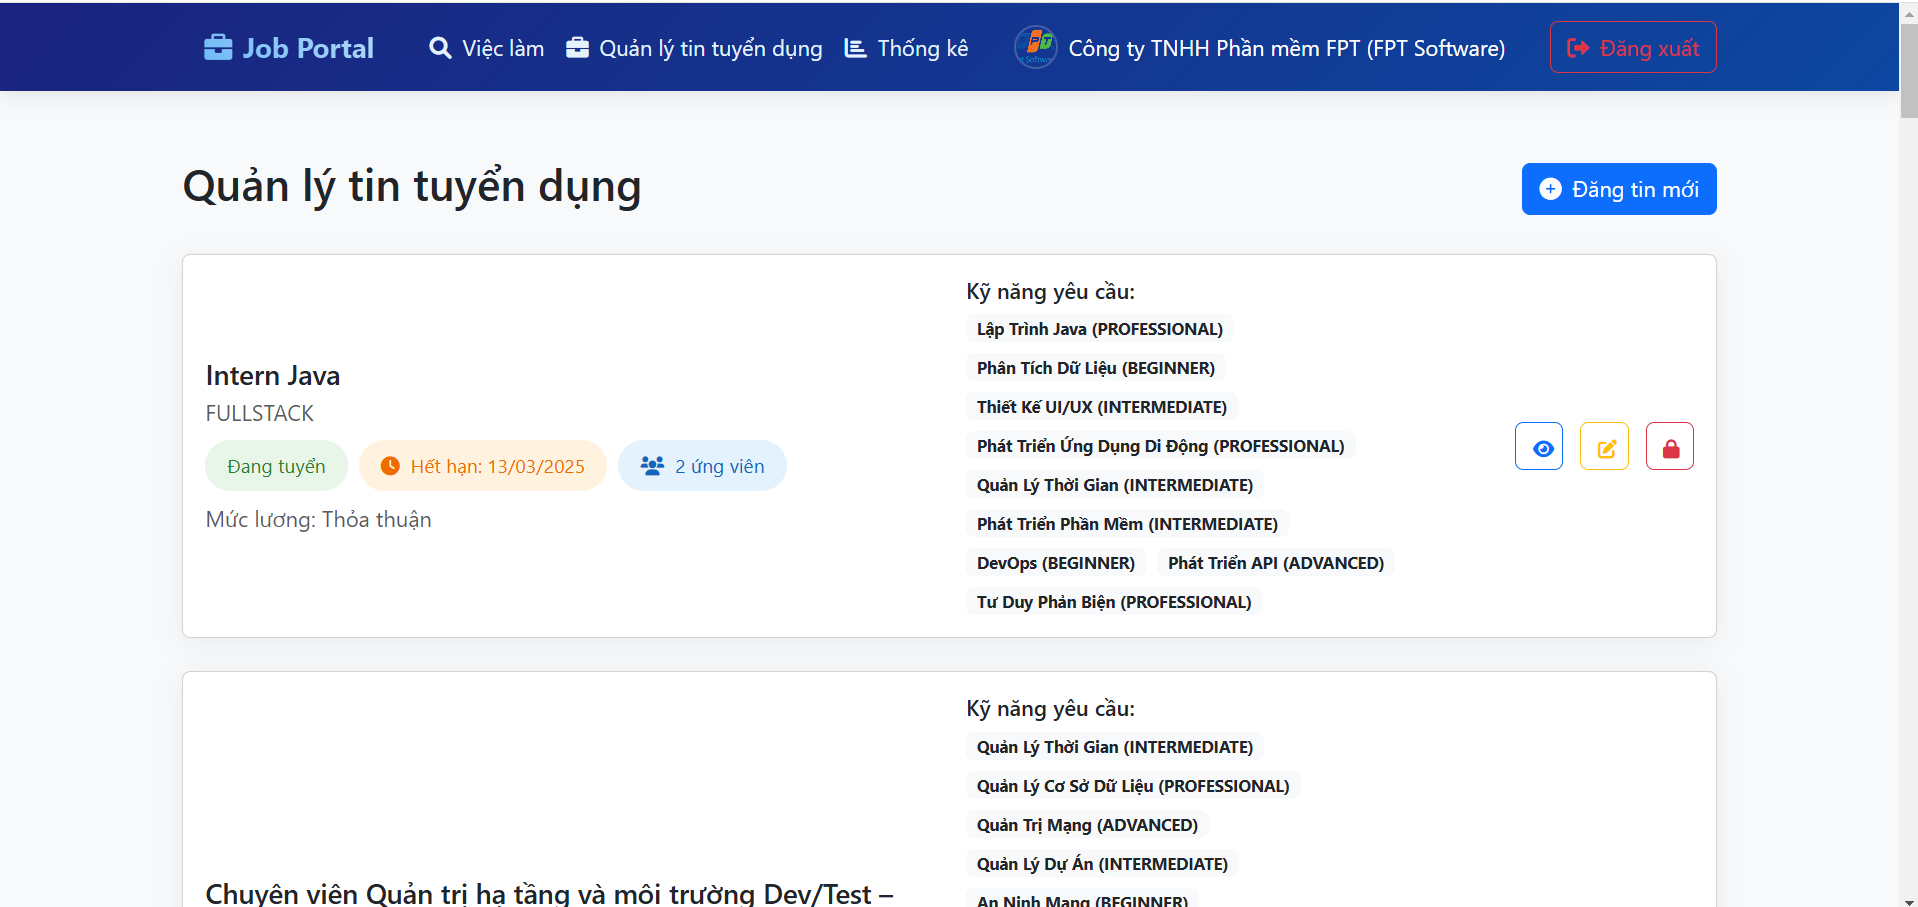 Job Portal
Việc làm
Quản lý tin tuyển dụng
Thống kê
Công ty TNHH Phần mềm FPT (FPT Software)
Đăng xuất
Quản lý tin tuyển dụng
Đăng tin mới
Intern Java
FULLSTACK
Đang tuyển
Hết hạn: 13/03/2025
2 ứng viên
Mức lương: Thỏa thuận
Kỹ năng yêu cầu:
Lập Trình Java (PROFESSIONAL)
Phân Tích Dữ Liệu (BEGINNER)
Thiết Kế UI/UX (INTERMEDIATE)
Phát Triển Ứng Dụng Di Động (PROFESSIONAL)
Quản Lý Thời Gian (INTERMEDIATE)
Phát Triển Phần Mềm (INTERMEDIATE)
DevOps (BEGINNER) Phát Triển API (ADVANCED)
Tư Duy Phản Biện (PROFESSIONAL)
Chuyên viên Quản trị hạ tầng và môi trường Dev/Test –
Kỹ năng yêu cầu:
Quản Lý Thời Gian (INTERMEDIATE)
Quản Lý Cơ Sở Dữ Liệu (PROFESSIONAL)
Quản Trị Mạng (ADVANCED)
Quản Lý Dự Án (INTERMEDIATE)
An Ninh Mạng (BEGINNER)